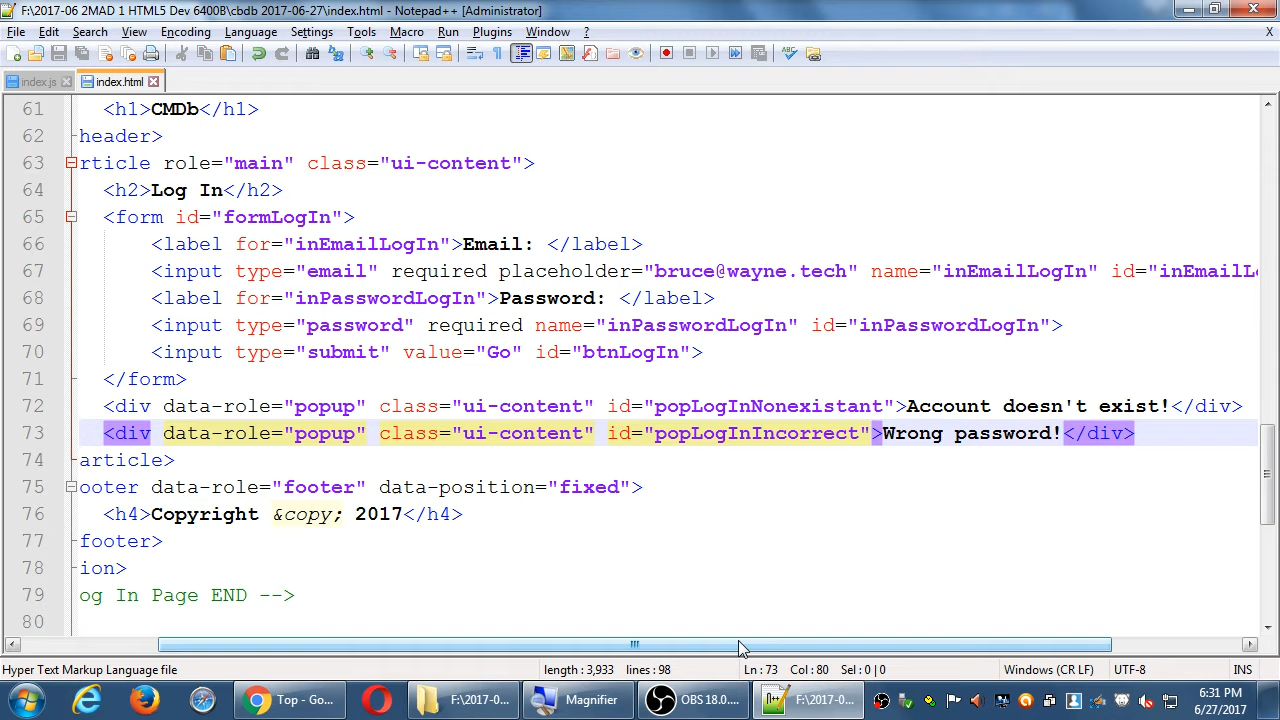 F:\2017-06 2MAD 1 HTML5 Dev 6400B\cbdb 2017-06-27\index.html - Notepad++ [Administrator]
File Edit Search View Encoding Language Settings Tools Macro Run Plugins Window ? X
index.js index.html
61 <h1>CMDb</h1>
62 header>
63 rticle role="main" class="ui-content">
64 <h2>Log In</h2>
65 <form id="formLogIn">
66 <label for="inEmailLogIn">Email: </label>
67 <input type="email" required placeholder="bruce@wayne.tech" name="inEmailLogIn" id="inEmailLo
68 <label for="inPasswordLogIn">Password: </label>
69 <input type="password" required name="inPasswordLogIn" id="inPasswordLogIn">
70 <input type="submit" value="Go" id="btnLogIn">
71 </form>
72 <div data-role="popup" class="ui-content" id="popLogInNonexistant">Account doesn't exist!</div>
73 <div data-role="popup" class="ui-content" id="popLogInIncorrect">Wrong password!</div>
74 article>
75 ooter data-role="footer" data-position="fixed">
76 <h4>Copyright &copy; 2017</h4>
77 footer>
78 ion>
79 og In Page END -->
80
Hyper Text Markup Language file length : 3,933 lines : 98 Ln : 73 Col : 80 Sel : 0 | 0 Windows (CR LF) UTF-8 INS
Top - Go... F:\2017-0... Magnifier OBS 18.0.... F:\2017-0... 6:31 PM
6/27/2017